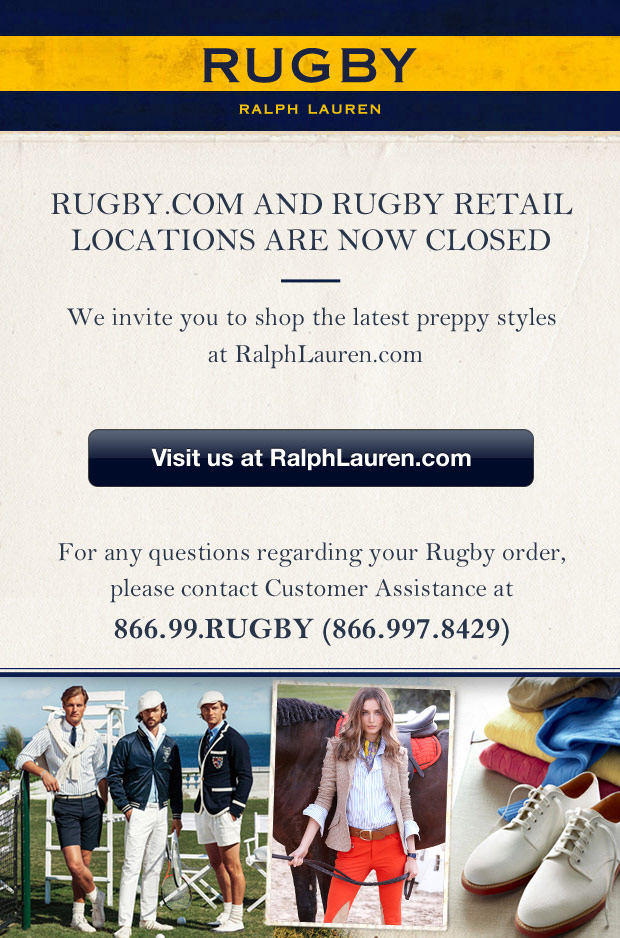 RUGBY
RALPH LAUREN
RUGBY.COM AND RUGBY RETAIL
LOCATIONS ARE NOW CLOSED
We invite you to shop the latest preppy styles
at RalphLauren.com
Visit us at RalphLauren.com
For any questions regarding your Rugby order,
please contact Customer Assistance at
866.99.RUGBY (866.997.8429)